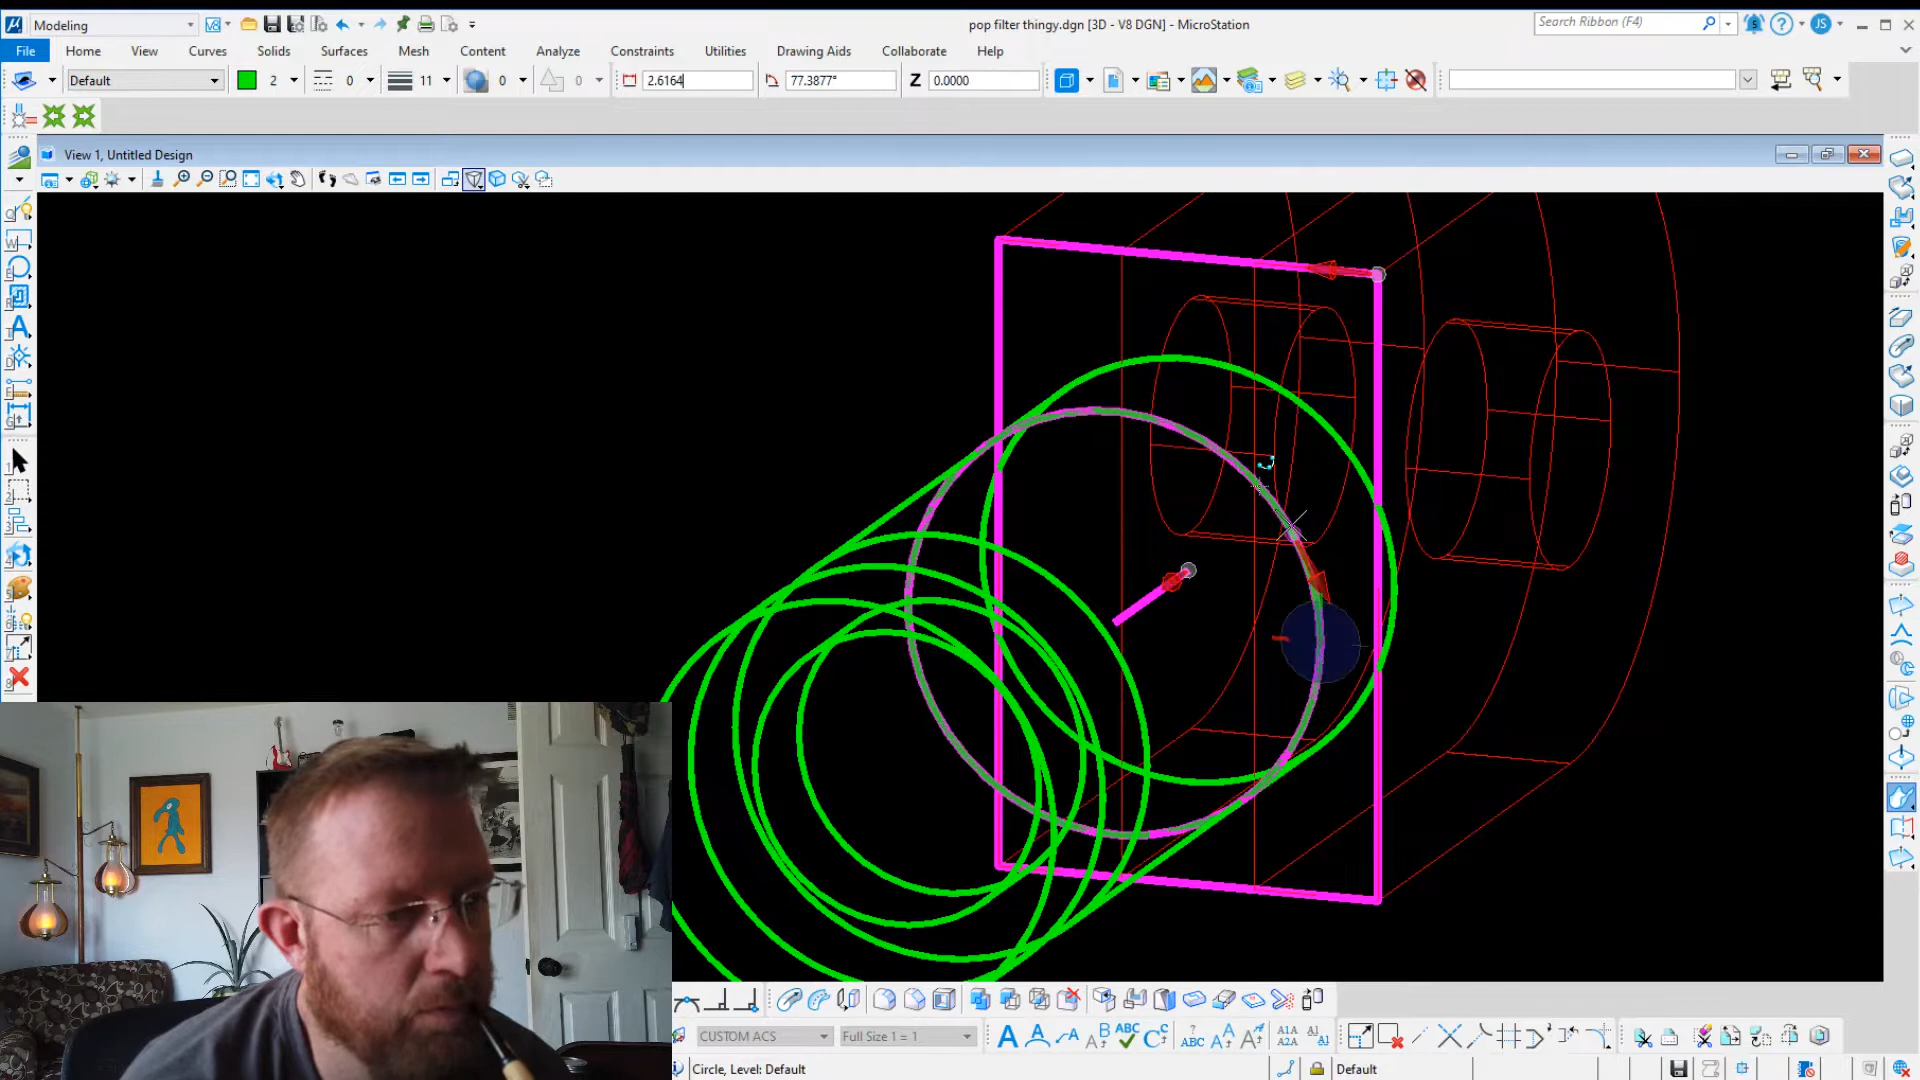 Modeling
pop filter thingy.dgn [3D - V8 DGN] - MicroStation
Search Ribbon (F4)
JS
File Home View Curves Solids Surfaces Mesh Content Analyze Constraints Utilities Drawing Aids Collaborate Help
Default 2 0 11 0 0 2.6164 77.3877° Z 0.0000
View 1, Untitled Design
CUSTOM ACS Full Size 1 = 1
Circle, Level: Default Default